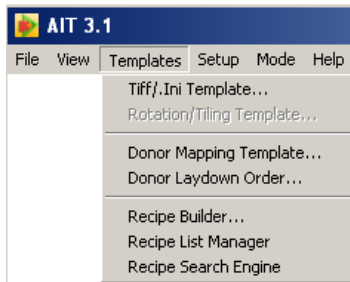 AIT 3.1
File View Templates Setup Mode Help
Tiff/.Ini Template...
Rotation/Tiling Template...
Donor Mapping Template...
Donor Laydown Order...
Recipe Builder...
Recipe List Manager
Recipe Search Engine